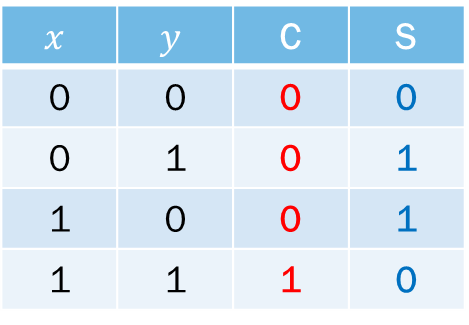 x y C S
0 0 0 0
0 1 0 1
1 0 0 1
1 1 1 0